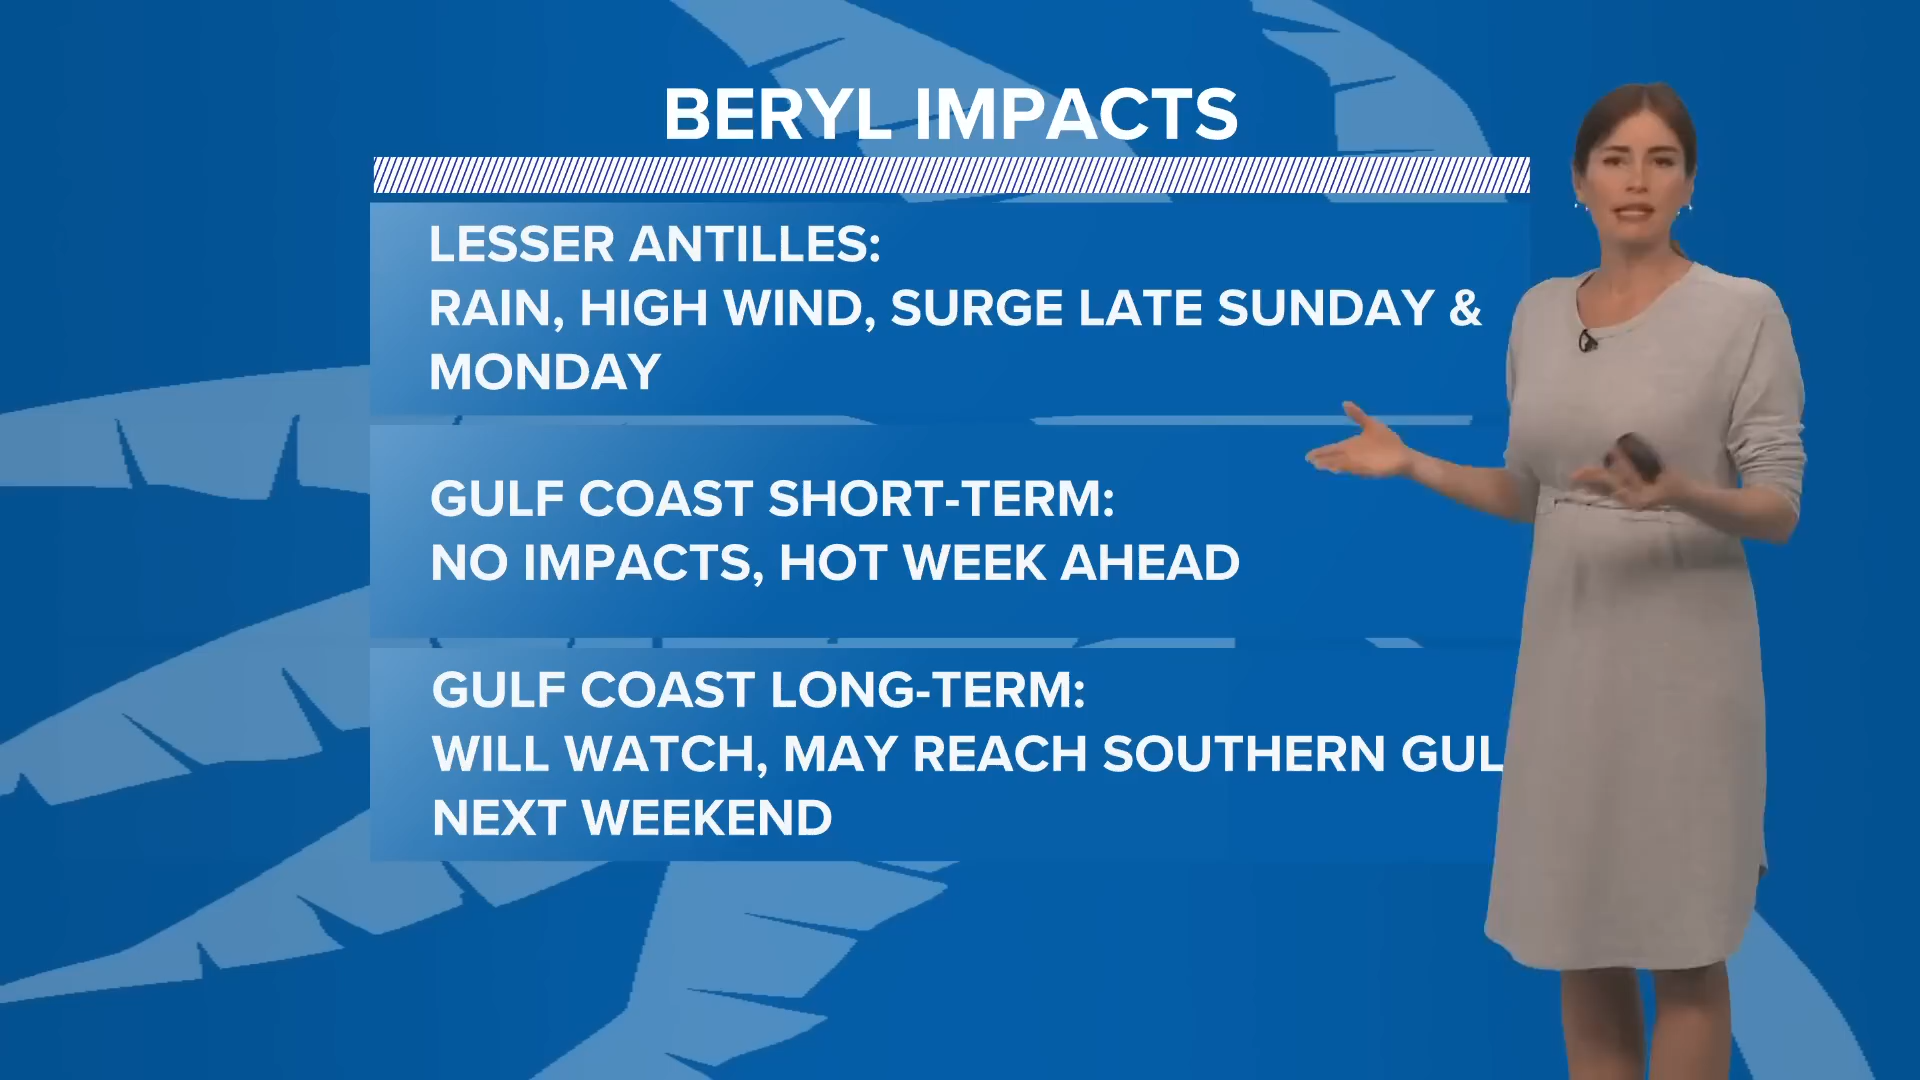 BERYL IMPACTS
LESSER ANTILLES:
RAIN, HIGH WIND, SURGE LATE SUNDAY &
MONDAY
GULF COAST SHORT-TERM:
NO IMPACTS, HOT WEEK AHEAD
GULF COAST LONG-TERM:
WILL WATCH, MAY REACH SOUTHERN GUL
NEXT WEEKEND